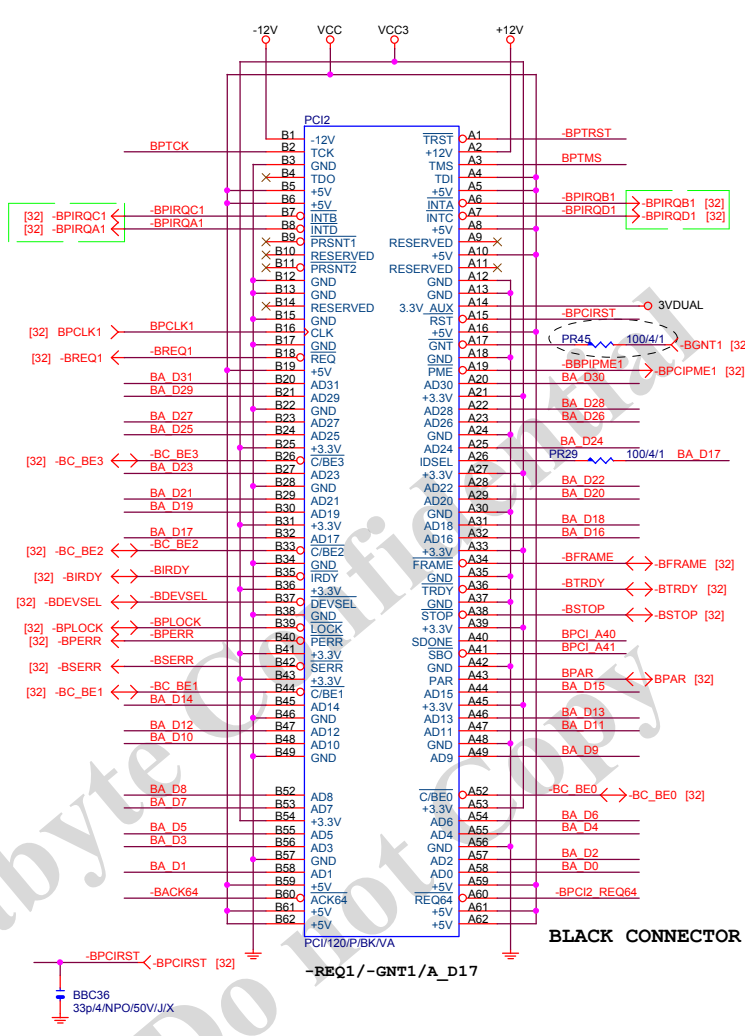 -12V VCC VCC3 +12V
PCI2
B1 -12V TRST A1 -BPTRST
BPTCK B2 TCK +12V A2
B3 GND TMS A3 BPTMS
B4 TDO TDI A4
B5 +5V +5V A5
B6 +5V INTA A6 -BPIRQB1 -BPIRQB1 [32]
[32] -BPIRQC1 -BPIRQC1 B7 INTB INTC A7 -BPIRQD1 -BPIRQD1 [32]
[32] -BPIRQA1 -BPIRQA1 B8 INTD +5V A8
B9 PRSNT1 RESERVED A9
B10 RESERVED +5V A10
B11 PRSNT2 RESERVED A11
B12 GND GND A12
B13 GND GND A13
B14 RESERVED 3.3V_AUX A14 3VDUAL
B15 GND RST A15 -BPCIRST
[32] BPCLK1 BPCLK1 B16 CLK +5V A16
B17 GND GNT A17 PR45 100/4/1 -BGNT1 [32
[32] -BREQ1 -BREQ1 B18 REQ GND A18
B19 +5V PME A19 -BBPIPME1 -BPCIPME1 [32]
BA_D31 B20 AD31 AD30 A20 BA_D30
BA_D29 B21 AD29 +3.3V A21
B22 GND AD28 A22 BA_D28
BA_D27 B23 AD27 AD26 A23 BA_D26
BA_D25 B24 AD25 GND A24
B25 +3.3V AD24 A25 BA_D24
[32] -BC_BE3 -BC_BE3 B26 C/BE3 IDSEL A26 PR29 100/4/1 BA_D17
BA_D23 B27 AD23 +3.3V A27
B28 GND AD22 A28 BA_D22
BA_D21 B29 AD21 AD20 A29 BA_D20
BA_D19 B30 AD19 GND A30
B31 +3.3V AD18 A31 BA_D18
BA_D17 B32 AD17 AD16 A32 BA_D16
[32] -BC_BE2 -BC_BE2 B33 C/BE2 +3.3V A33
B34 GND FRAME A34 -BFRAME -BFRAME [32]
[32] -BIRDY -BIRDY B35 IRDY GND A35
B36 +3.3V TRDY A36 -BTRDY -BTRDY [32]
[32] -BDEVSEL -BDEVSEL B37 DEVSEL GND A37
B38 GND STOP A38 -BSTOP -BSTOP [32]
[32] -BPLOCK -BPLOCK B39 LOCK +3.3V A39
[32] -BPERR -BPERR B40 PERR SDONE A40 BPCI_A40
B41 +3.3V SBO A41 BPCI_A41
[32] -BSERR -BSERR B42 SERR GND A42
B43 +3.3V PAR A43 BPAR BPAR [32]
[32] -BC_BE1 -BC_BE1 B44 C/BE1 AD15 A44 BA_D15
BA_D14 B45 AD14 +3.3V A45
B46 GND AD13 A46 BA_D13
BA_D12 B47 AD12 AD11 A47 BA_D11
BA_D10 B48 AD10 GND A48
B49 GND AD9 A49 BA_D9
BA_D8 B52 AD8 C/BE0 A52 -BC_BE0 -BC_BE0 [32]
BA_D7 B53 AD7 +3.3V A53
B54 +3.3V AD6 A54 BA_D6
BA_D5 B55 AD5 AD4 A55 BA_D4
BA_D3 B56 AD3 GND A56
B57 GND AD2 A57 BA_D2
BA_D1 B58 AD1 AD0 A58 BA_D0
B59 +5V +5V A59
-BACK64 B60 ACK64 REQ64 A60 -BPCI2_REQ64
B61 +5V +5V A61
B62 +5V +5V A62
PCI/120/P/BK/VA
BLACK CONNECTOR
-REQ1/-GNT1/A_D17
-BPCIRST -BPCIRST [32]
BBC36
33p/4/NPO/50V/J/X
abyte Confidential
Do not Copy